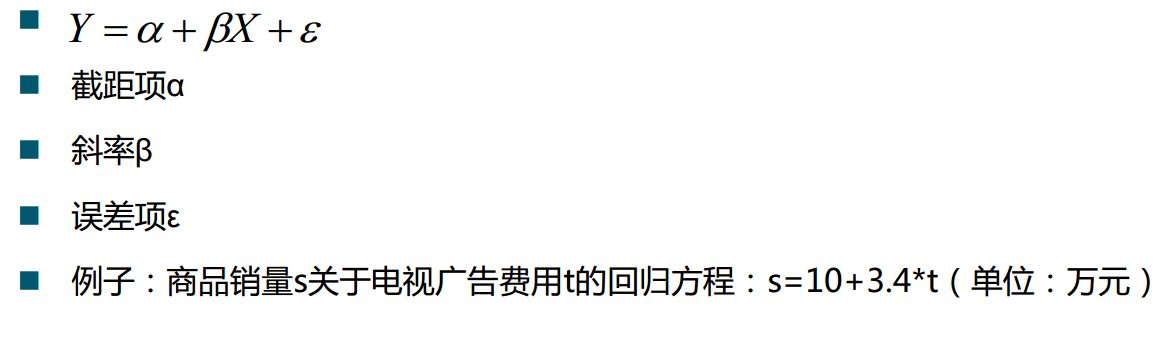 Y = α + βX + ε
截距项α
斜率β
误差项ε
例子：商品销量s关于电视广告费用t的回归方程：s=10+3.4*t（单位：万元）